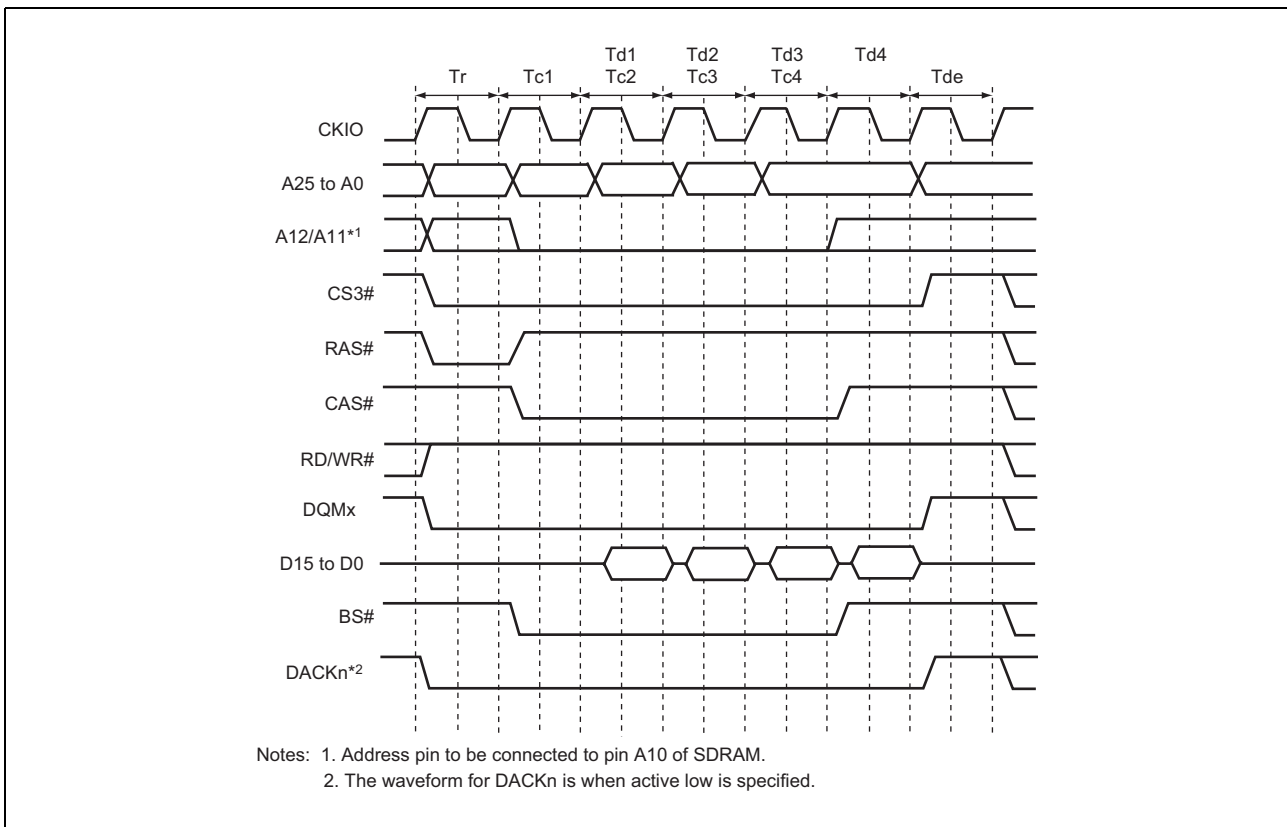 Td1 Td2 Td3 Td4
Tr Tc1 Tc2 Tc3 Tc4 Tde
CKIO
A25 to A0
A12/A11*1
CS3#
RAS#
CAS#
RD/WR#
DQMx
D15 to D0
BS#
DACKn*2
Notes: 1. Address pin to be connected to pin A10 of SDRAM.
2. The waveform for DACKn is when active low is specified.